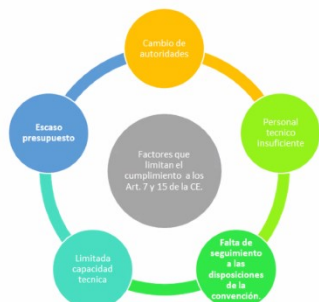 Cambio de
autoridades
Escaso
presupuesto
Personal
tecnico
Insuficiente
Factores que
limitan el
cumplimiento a los
Art. 7 y 15 de la CE.
Limitada
capacidad
tecnica
Falta de
seguimiento a
las
disposiciones
de la
convención.